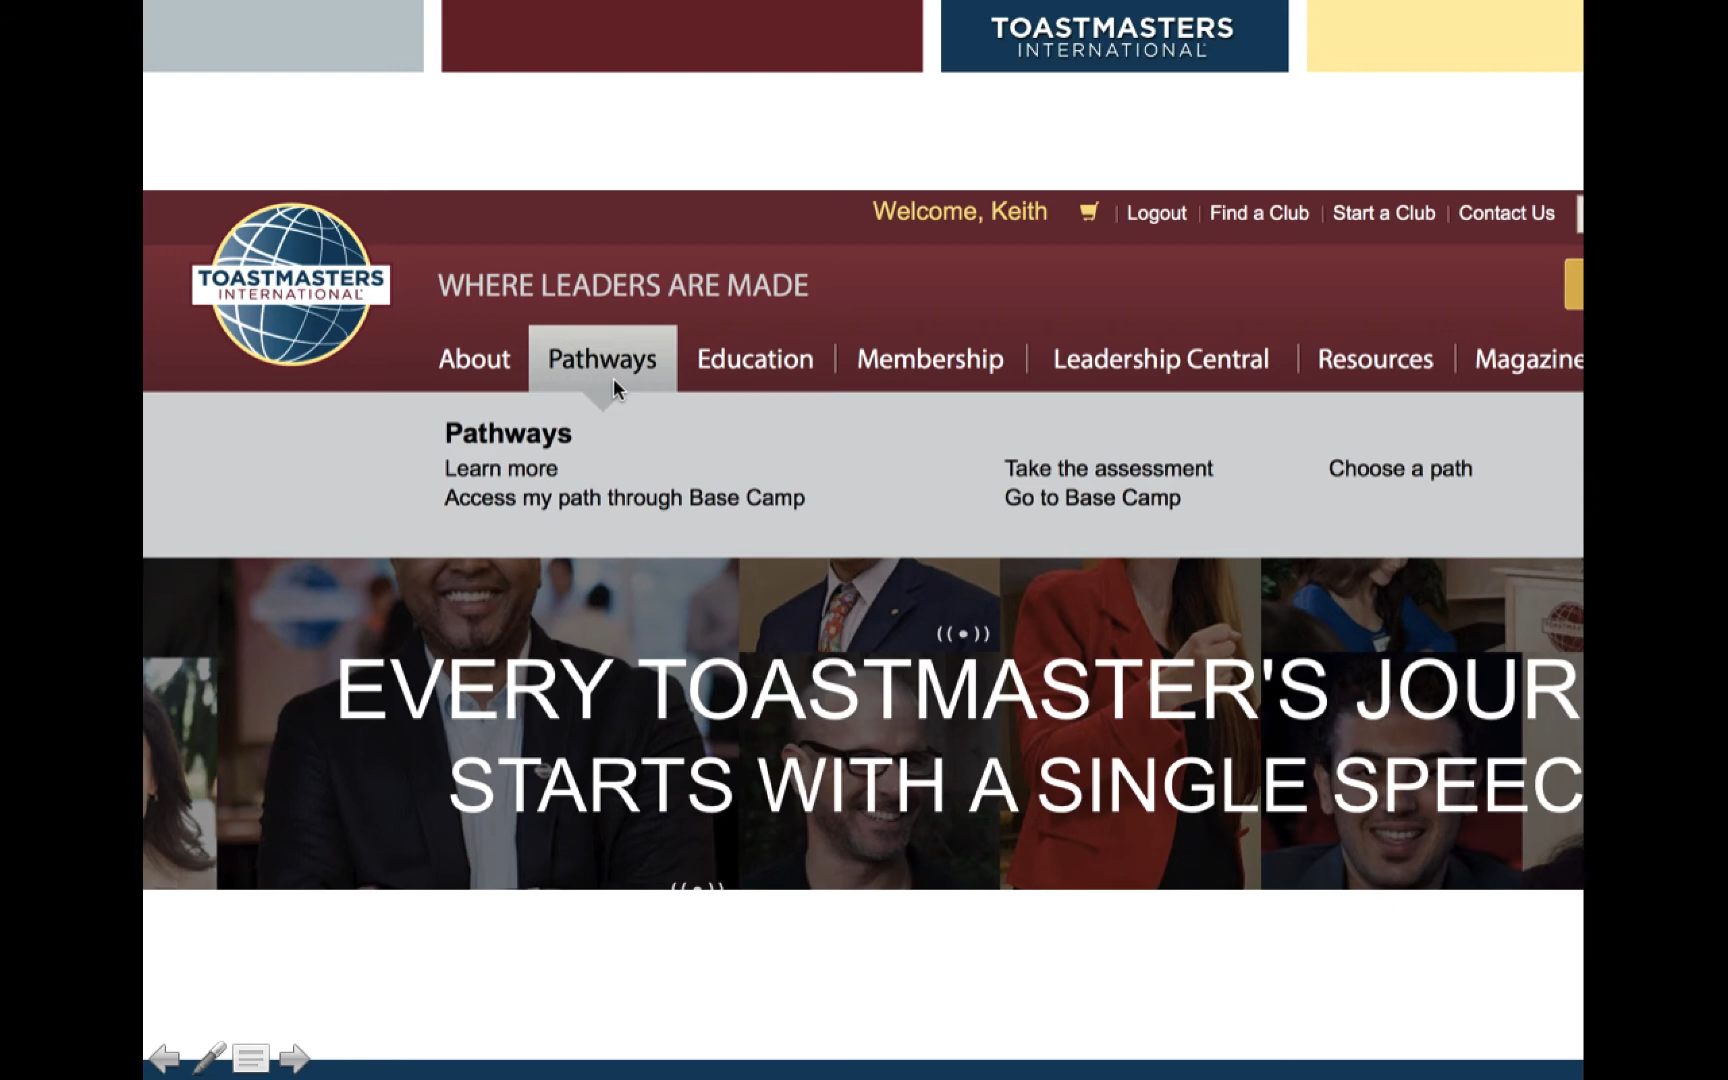 TOASTMASTERS
INTERNATIONAL
Welcome, Keith | Logout | Find a Club | Start a Club | Contact Us
TOASTMASTERS
INTERNATIONAL
WHERE LEADERS ARE MADE
About Pathways Education | Membership | Leadership Central | Resources | Magazine
Pathways
Learn more Take the assessment Choose a path
Access my path through Base Camp Go to Base Camp
EVERY TOASTMASTER'S JOUR
STARTS WITH A SINGLE SPEEC